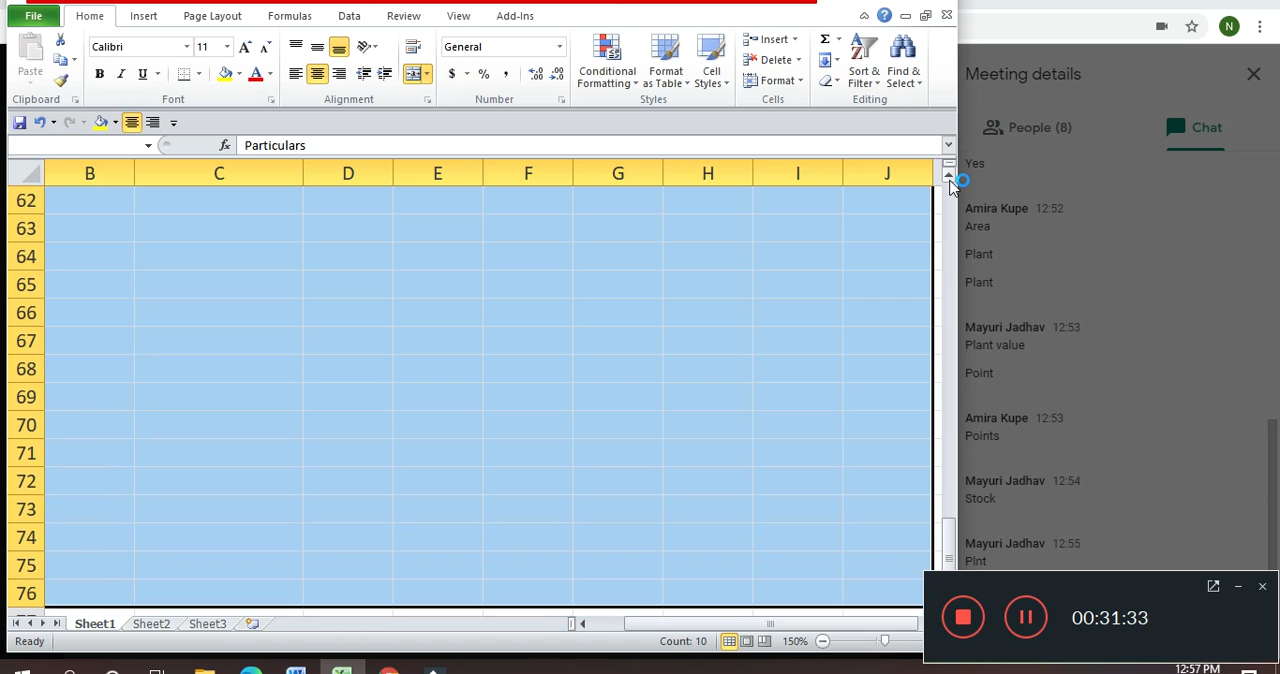 File Home Insert Page Layout Formulas Data Review View Add-Ins
Paste
Calibri 11
B I U
General
$ % ,
Conditional Formatting
Format as Table
Cell Styles
Insert
Delete
Format
Σ
Sort & Filter
Find & Select
Clipboard Font Alignment Number Styles Cells Editing
fx Particulars
B C D E F G H I J
62
63
64
65
66
67
68
69
70
71
72
73
74
75
76
Sheet1 Sheet2 Sheet3
Ready Count: 10 150%
N
Meeting details
People (8) Chat
Yes
Amira Kupe 12:52
Area
Plant
Plant
Mayuri Jadhav 12:53
Plant value
Point
Amira Kupe 12:53
Points
Mayuri Jadhav 12:54
Stock
Mayuri Jadhav 12:55
Plnt
00:31:33
12:57 PM